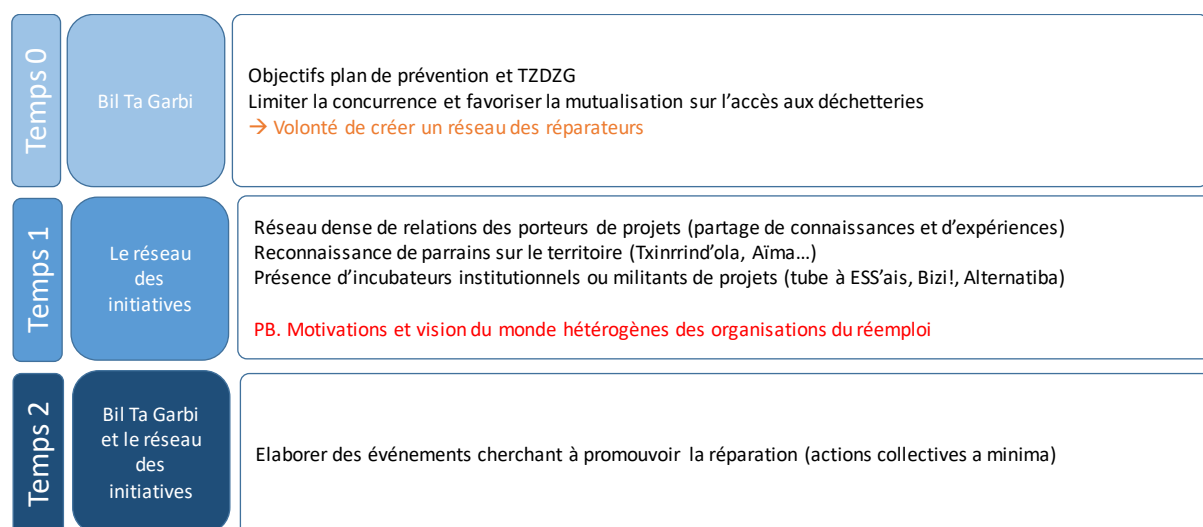 Temps 0
Bil Ta Garbi
Objectifs plan de prévention et TZDZG
Limiter la concurrence et favoriser la mutualisation sur l’accès aux déchetteries
→ Volonté de créer un réseau des réparateurs
Temps 1
Le réseau
des
initiatives
Réseau dense de relations des porteurs de projets (partage de connaissances et d’expériences)
Reconnaissance de parrains sur le territoire (Txinrrind’ola, Aïma…)
Présence d’incubateurs institutionnels ou militants de projets (tube à ESS’ais, Bizi!, Alternatiba)
PB. Motivations et vision du monde hétérogènes des organisations du réemploi
Temps 2
Bil Ta Garbi
et le réseau
des
initiatives
Elaborer des événements cherchant à promouvoir la réparation (actions collectives a minima)